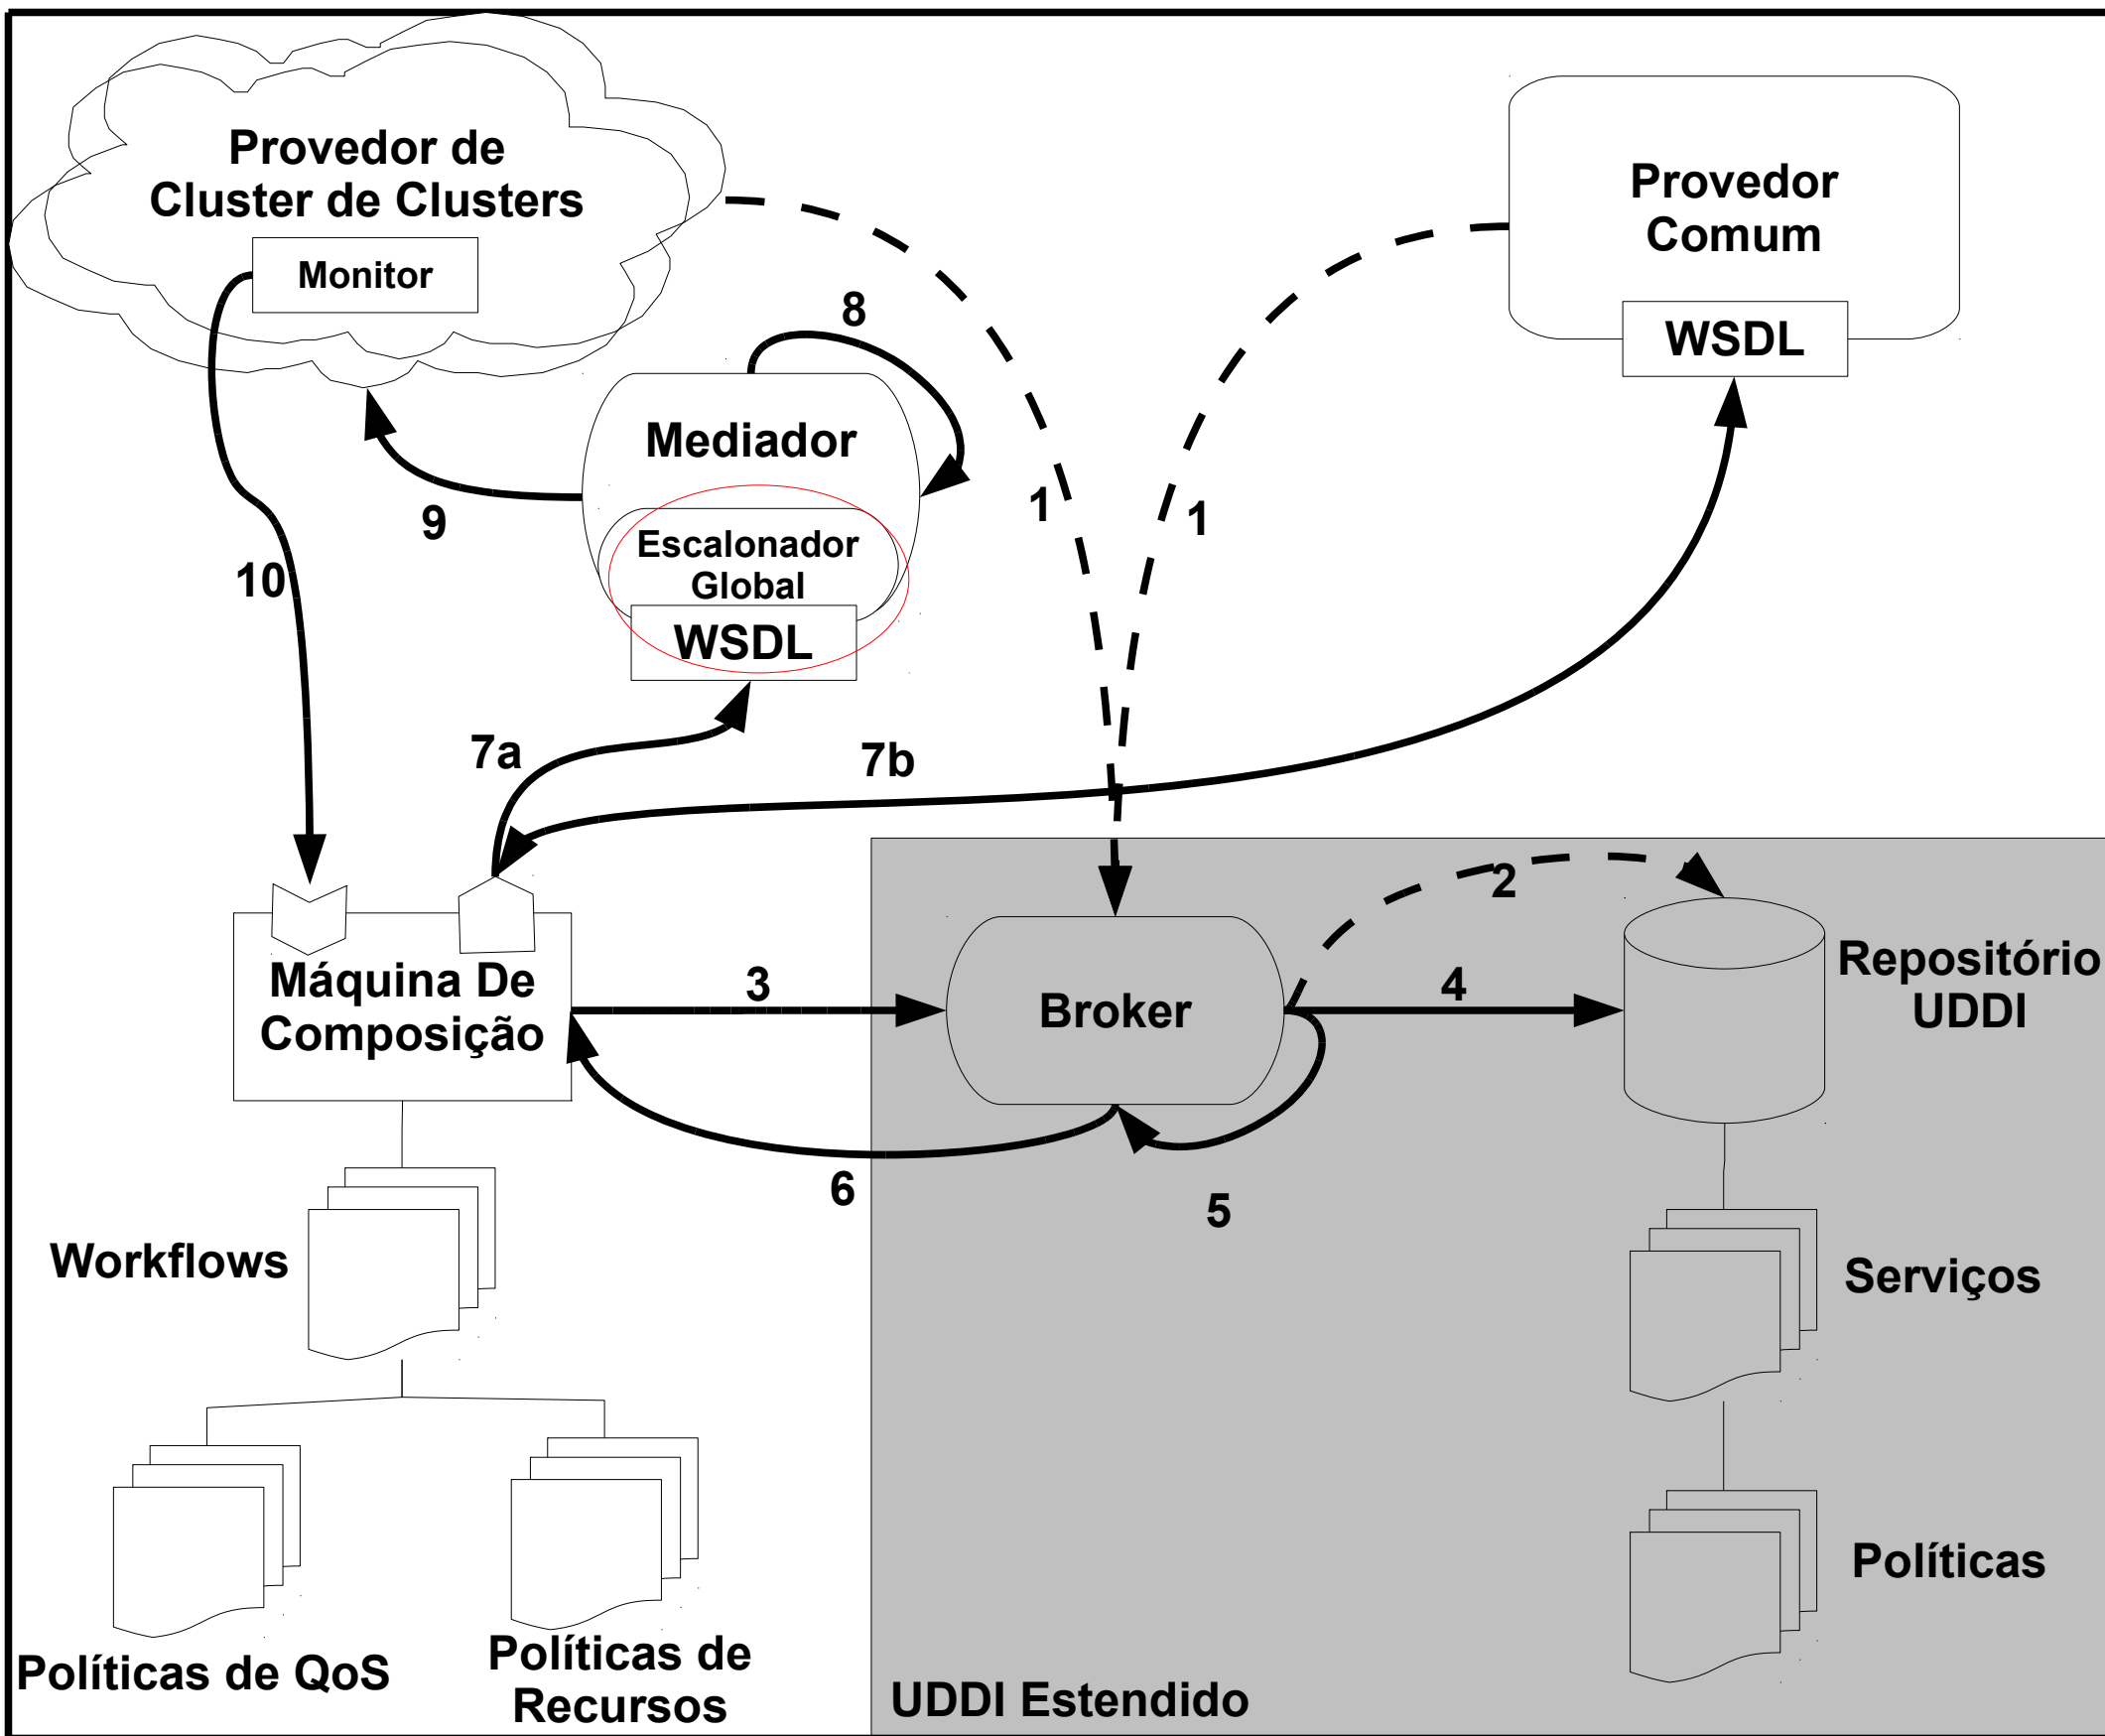 Provedor de
Cluster de Clusters
Monitor
Provedor
Comum
WSDL
8
Mediador
9
Escalonador
Global
WSDL
10
1
1
7a
7b
2
Máquina De
Composição
3
Broker
4
Repositório
UDDI
6
5
Workflows
Serviços
Políticas
Políticas de QoS
Políticas de
Recursos
UDDI Estendido